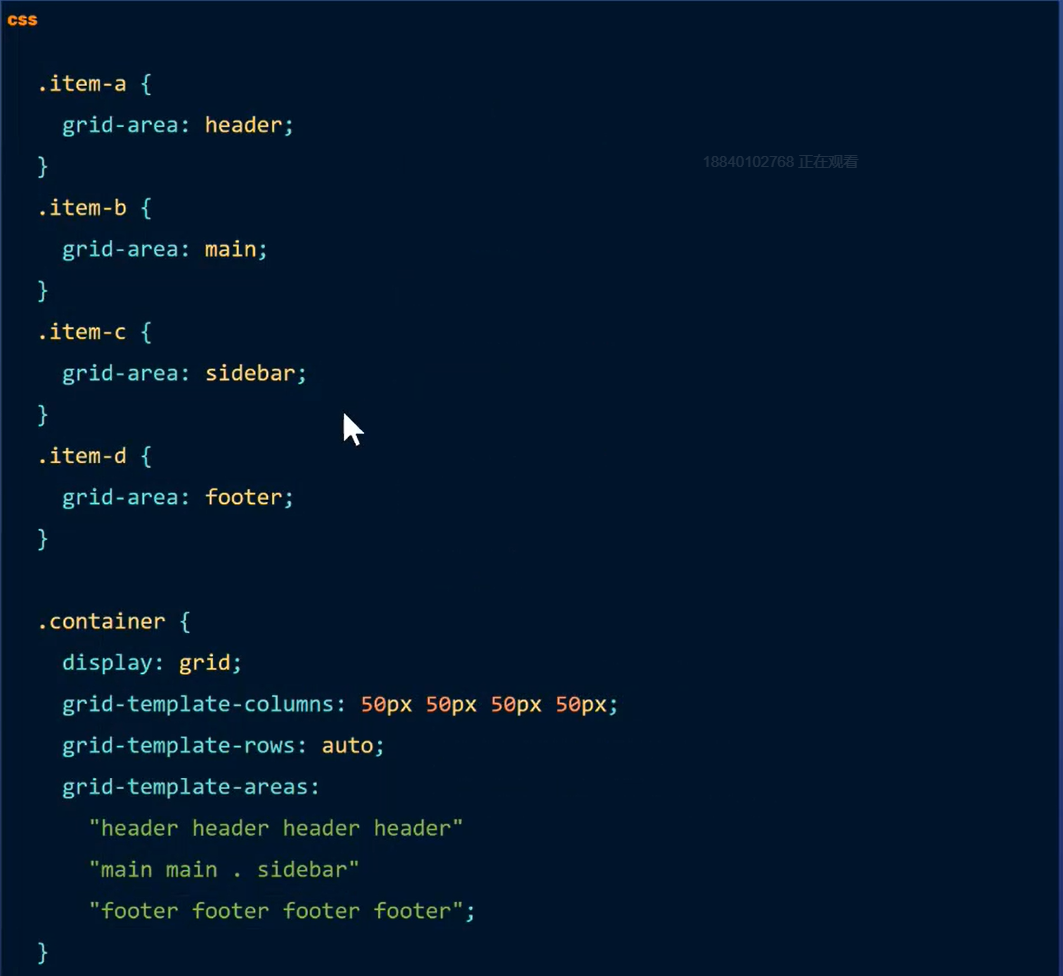 css
.item-a {
  grid-area: header;
}
18840102768 正在观看
.item-b {
  grid-area: main;
}
.item-c {
  grid-area: sidebar;
}
.item-d {
  grid-area: footer;
}
.container {
  display: grid;
  grid-template-columns: 50px 50px 50px 50px;
  grid-template-rows: auto;
  grid-template-areas:
    "header header header header"
    "main main . sidebar"
    "footer footer footer footer";
}